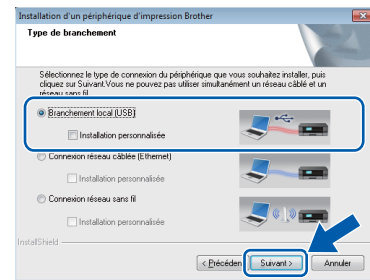 Installation d'un périphérique d'impression Brother
Type de branchement
Sélectionnez le type de connexion du périphérique que vous souhaitez installer, puis
cliquez sur Suivant.Vous ne pouvez pas utiliser simultanément un réseau câblé et un
réseau sans fil.
Branchement local (USB)
Installation personnalisée
Connexion réseau câblée (Ethernet)
Installation personnalisée
Connexion réseau sans fil
Installation personnalisée
InstallShield
< Précéden
Suivant >
Annuler